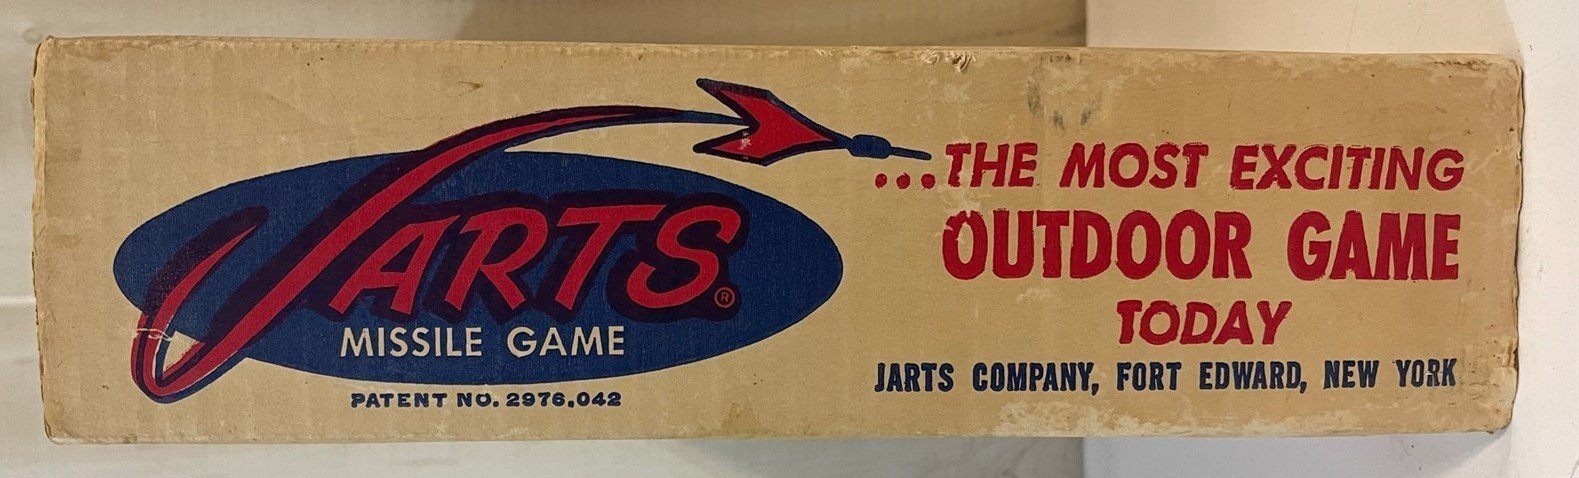 JARTS®
MISSILE GAME
PATENT NO. 2976,042
...THE MOST EXCITING
OUTDOOR GAME
TODAY
JARTS COMPANY, FORT EDWARD, NEW YORK